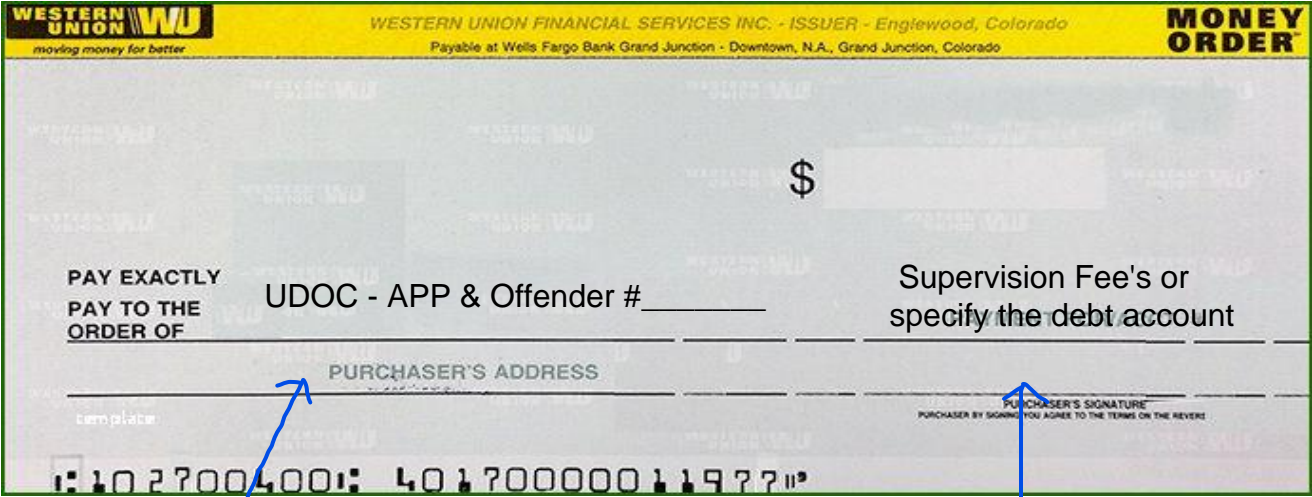 WESTERN UNION WU
moving money for better
WESTERN UNION FINANCIAL SERVICES INC. - ISSUER - Englewood, Colorado
Payable at Wells Fargo Bank Grand Junction - Downtown, N.A., Grand Junction, Colorado
MONEY ORDER
$
PAY EXACTLY
PAY TO THE ORDER OF
UDOC - APP & Offender #_______
Supervision Fee's or
specify the debt account
PURCHASER'S ADDRESS
PURCHASER'S SIGNATURE
PURCHASER BY SIGNING YOU AGREE TO THE TERMS ON THE REVERSE
template
102700400 40170000011977